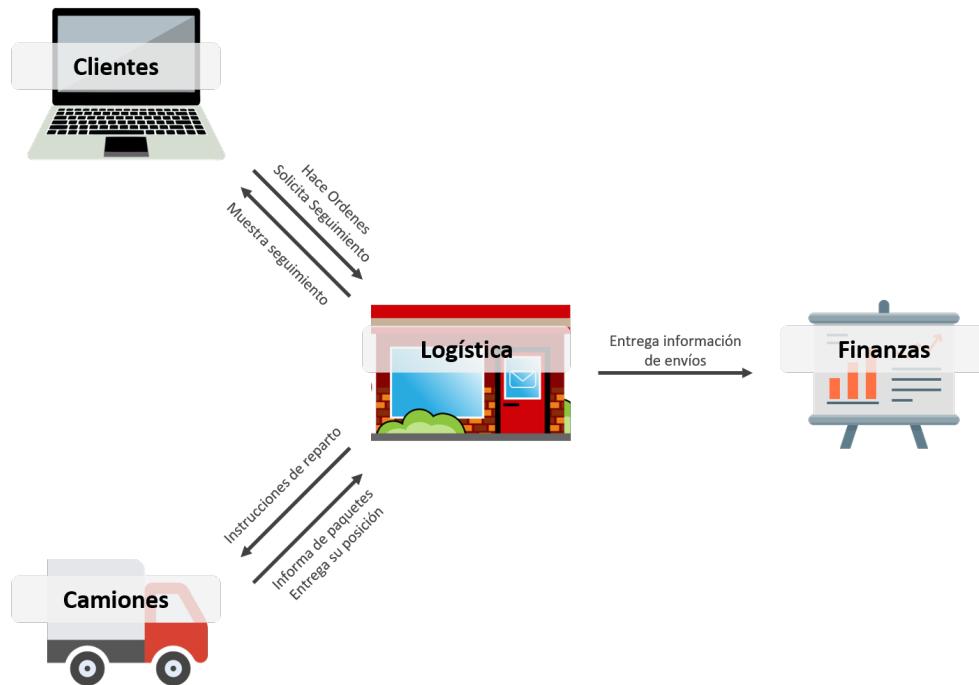 Clientes
Hace Ordenes
Solicita Seguimiento
Muestra seguimiento
Logística
Entrega información
de envíos
Finanzas
Instrucciones de reparto
Informa de paquetes
Entrega su posición
Camiones